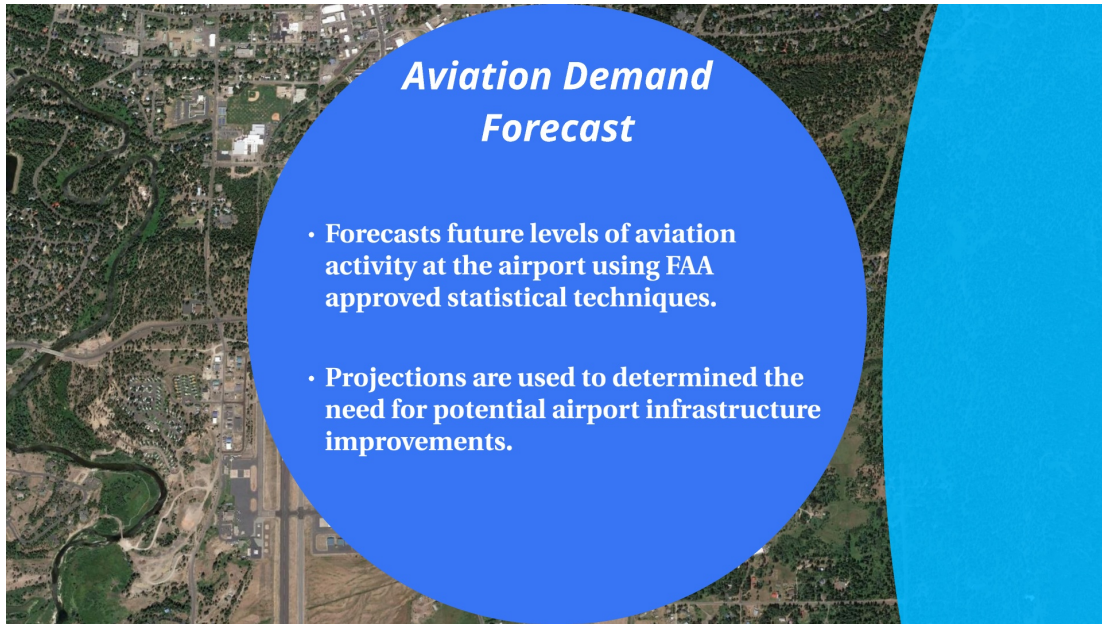 Aviation Demand
Forecast
• Forecasts future levels of aviation
activity at the airport using FAA
approved statistical techniques.
• Projections are used to determined the
need for potential airport infrastructure
improvements.